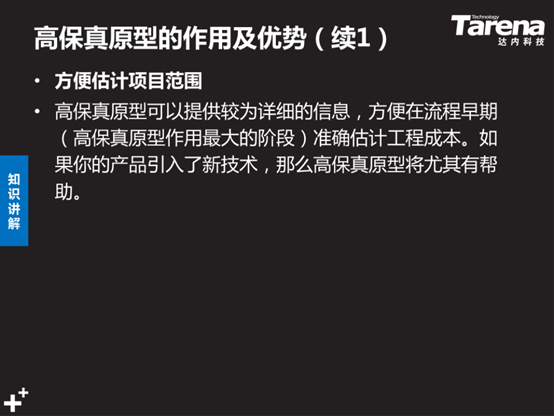 高保真原型的作用及优势（续1）
Technology
Tarena
达内科技
• 方便估计项目范围
• 高保真原型可以提供较为详细的信息，方便在流程早期
（高保真原型作用最大的阶段）准确估计工程成本。如
果你的产品引入了新技术，那么高保真原型将尤其有帮
助。
知
识
讲
解